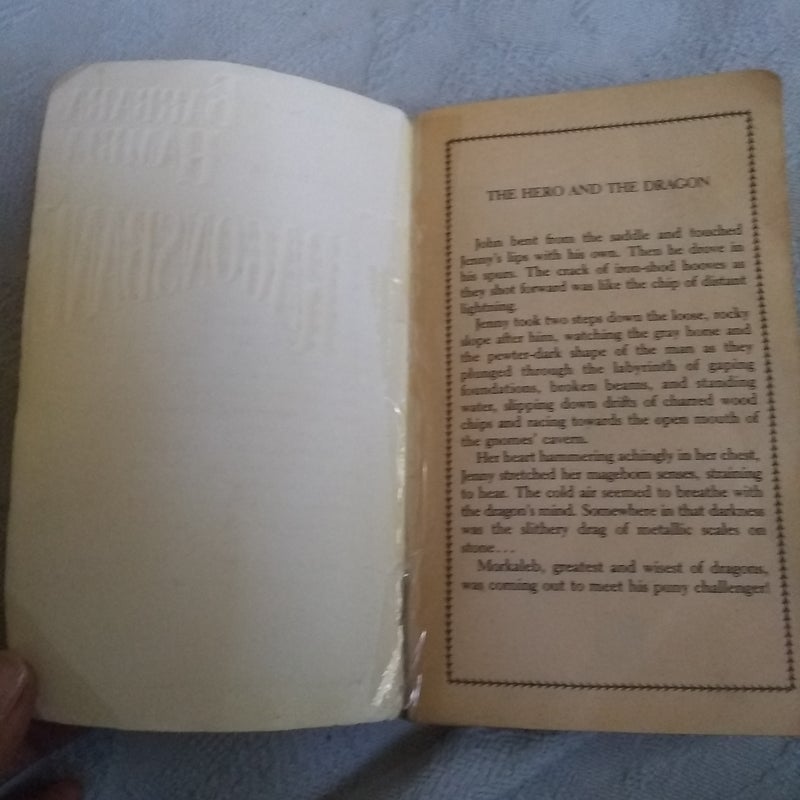 THE HERO AND THE DRAGON
John bent from the saddle and touched
Jenny's lips with his own. Then he drove in
his spurs. The crack of iron-shod hooves as
they shot forward was like the chip of distant
lightning.
Jenny took two steps down the loose, rocky
slope after him, watching the gray horse and
the pewter-dark shape of the man as they
plunged through the labyrinth of gaping
foundations, broken beams, and standing
water, slipping down drifts of charred wood
chips and racing towards the open mouth of
the gnomes' cavern.
Her heart hammering achingly in her chest,
Jenny stretched her mageborn senses, straining
to hear. The cold air seemed to breathe with
the dragon's mind. Somewhere in that darkness
was the slithery drag of metallic scales on
stone...
Morkaleb, greatest and wisest of dragons,
was coming out to meet his puny challenger!